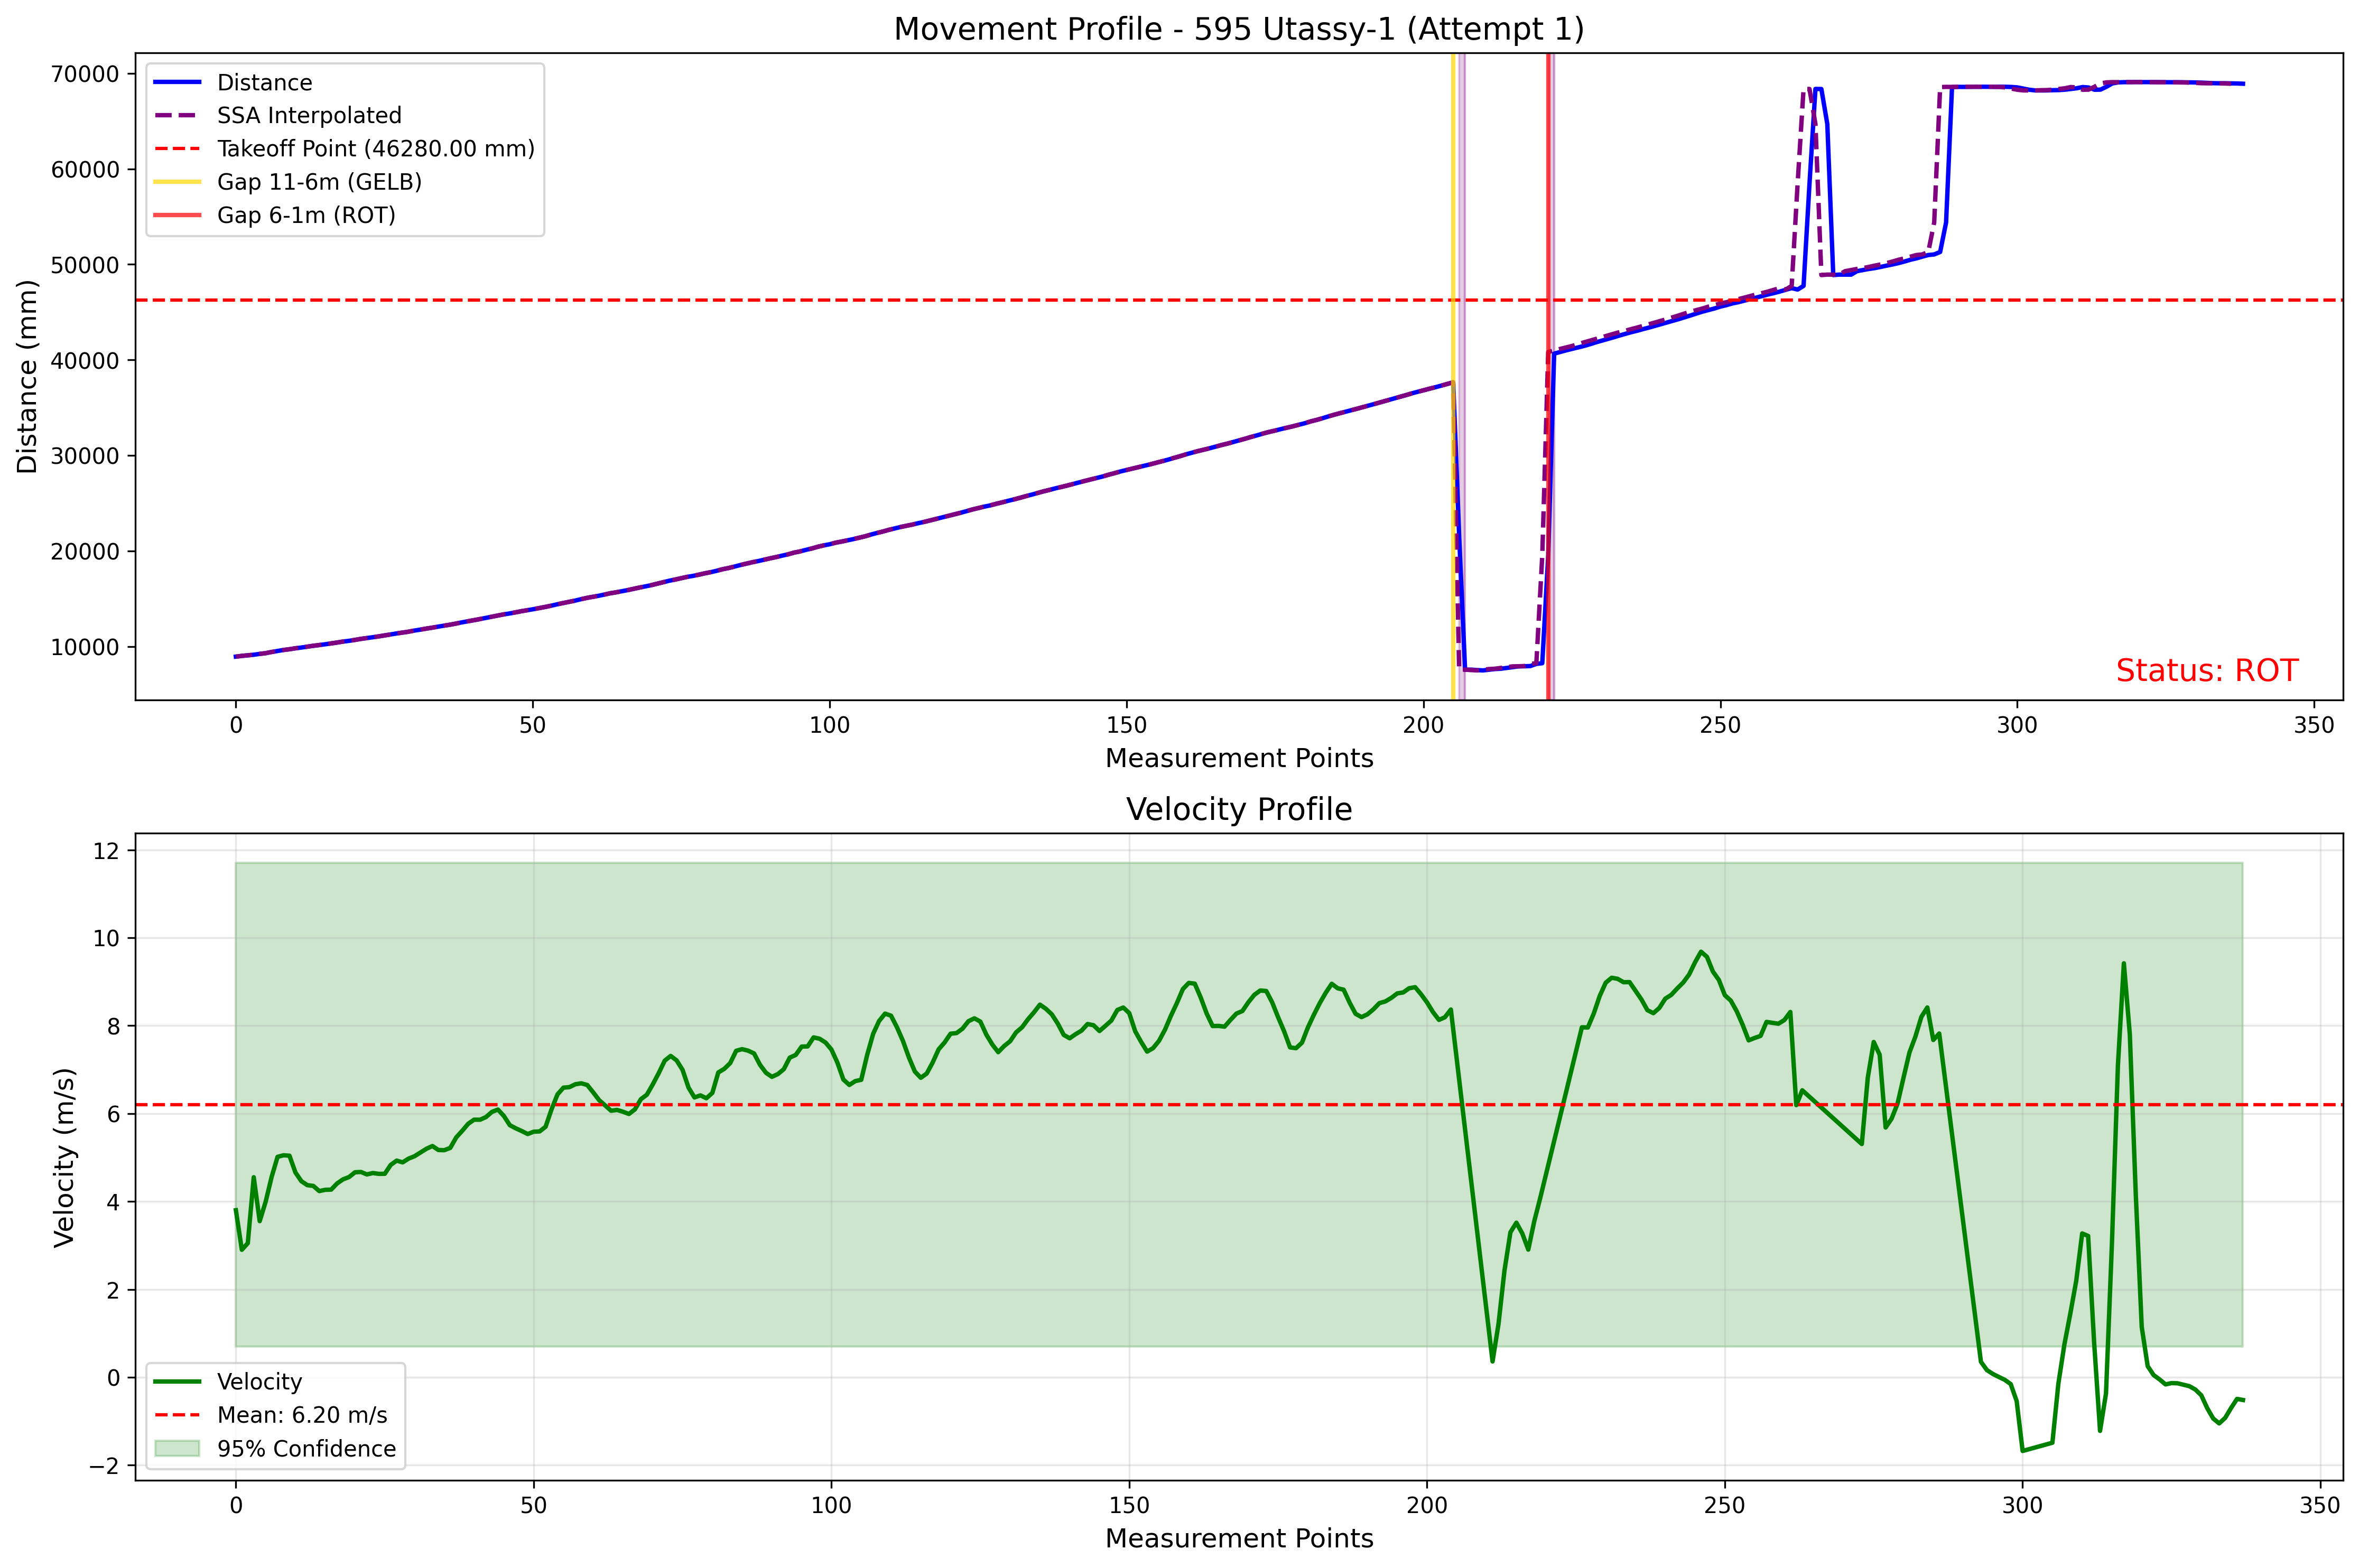 Movement Profile - 595 Utassy-1 (Attempt 1)
Distance (mm)
70000
60000
50000
40000
30000
20000
10000
Distance
SSA Interpolated
Takeoff Point (46280.00 mm)
Gap 11-6m (GELB)
Gap 6-1m (ROT)
Status: ROT
0 50 100 150 200 250 300 350
Measurement Points
Velocity Profile
Velocity (m/s)
12
10
8
6
4
2
0
−2
Velocity
Mean: 6.20 m/s
95% Confidence
0 50 100 150 200 250 300 350
Measurement Points